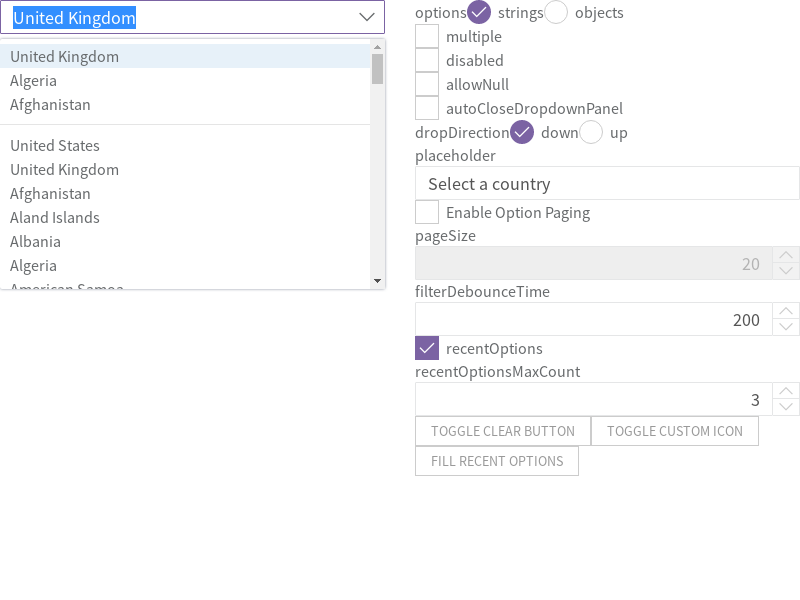 United Kingdom
United Kingdom
Algeria
Afghanistan
United States
United Kingdom
Afghanistan
Aland Islands
Albania
Algeria
American Samoa
options strings objects
multiple
disabled
allowNull
autoCloseDropdownPanel
dropDirection down up
placeholder
Select a country
Enable Option Paging
pageSize
20
filterDebounceTime
200
recentOptions
recentOptionsMaxCount
3
TOGGLE CLEAR BUTTON TOGGLE CUSTOM ICON
FILL RECENT OPTIONS